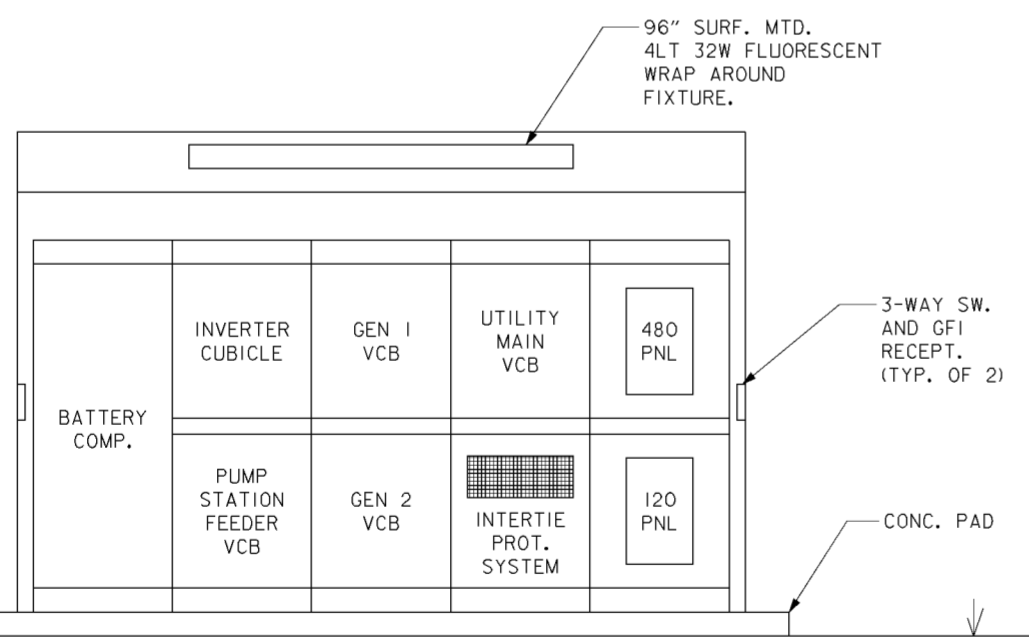 96" SURF. MTD.
4LT 32W FLUORESCENT
WRAP AROUND
FIXTURE.
INVERTER
CUBICLE
GEN 1
VCB
UTILITY
MAIN
VCB
480
PNL
3-WAY SW.
AND GFI
RECEPT.
(TYP. OF 2)
BATTERY
COMP.
PUMP
STATION
FEEDER
VCB
GEN 2
VCB
INTERTIE
PROT.
SYSTEM
120
PNL
CONC. PAD